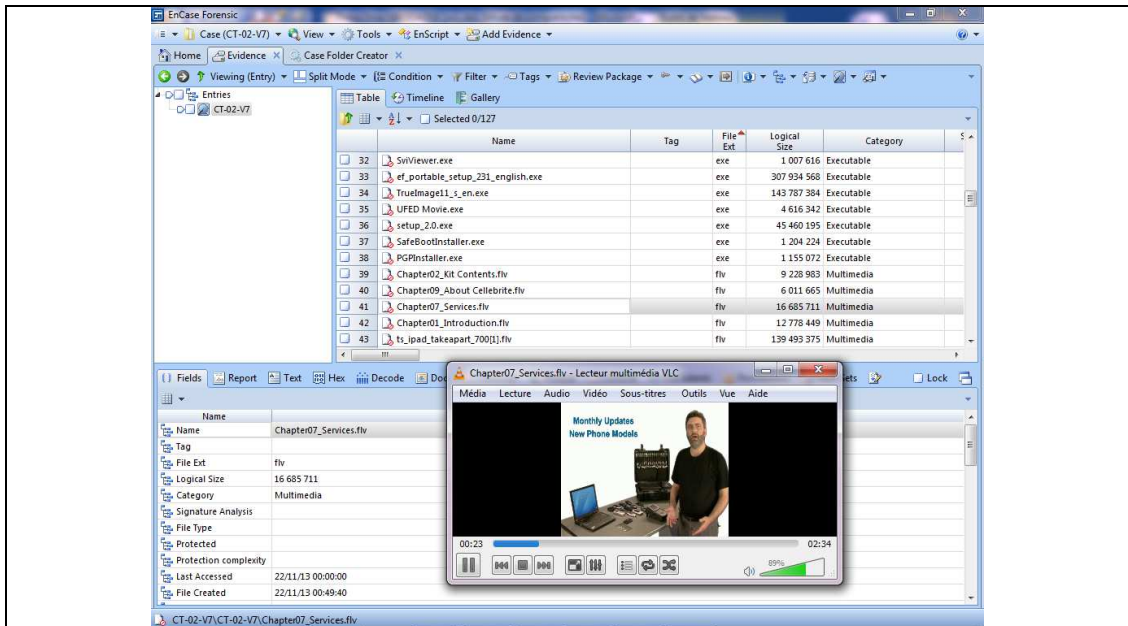 EnCase Forensic
Case (CT-02-V7) View Tools EnScript Add Evidence
Home Evidence Case Folder Creator
Viewing (Entry) Split Mode Condition Filter Tags Review Package
Entries
CT-02-V7
Table Timeline Gallery
Selected 0/127
Name Tag File Ext Logical Size Category
32 SviViewer.exe exe 1 007 616 Executable
33 ef_portable_setup_231_english.exe exe 307 934 568 Executable
34 TrueImage11_s_en.exe exe 143 787 384 Executable
35 UFED Movie.exe exe 4 616 342 Executable
36 setup_2.0.exe exe 45 460 195 Executable
37 SafeBootInstaller.exe exe 1 204 224 Executable
38 PGPInstaller.exe exe 1 155 072 Executable
39 Chapter02_Kit Contents.flv flv 9 228 983 Multimedia
40 Chapter09_About Cellebrite.flv flv 6 011 665 Multimedia
41 Chapter07_Services.flv flv 16 685 711 Multimedia
42 Chapter01_Introduction.flv flv 12 778 449 Multimedia
43 ts_ipad_takeapart_700[1].flv flv 139 493 375 Multimedia
Fields Report Text Hex Decode Lock
Name
Name Chapter07_Services.flv
Tag
File Ext flv
Logical Size 16 685 711
Category Multimedia
Signature Analysis
File Type
Protected
Protection complexity
Last Accessed 22/11/13 00:00:00
File Created 22/11/13 00:49:40
Chapter07_Services.flv - Lecteur multimédia VLC
Média Lecture Audio Vidéo Sous-titres Outils Vue Aide
Monthly Updates
New Phone Models
00:23 02:34
89%
CT-02-V7\CT-02-V7\Chapter07_Services.flv